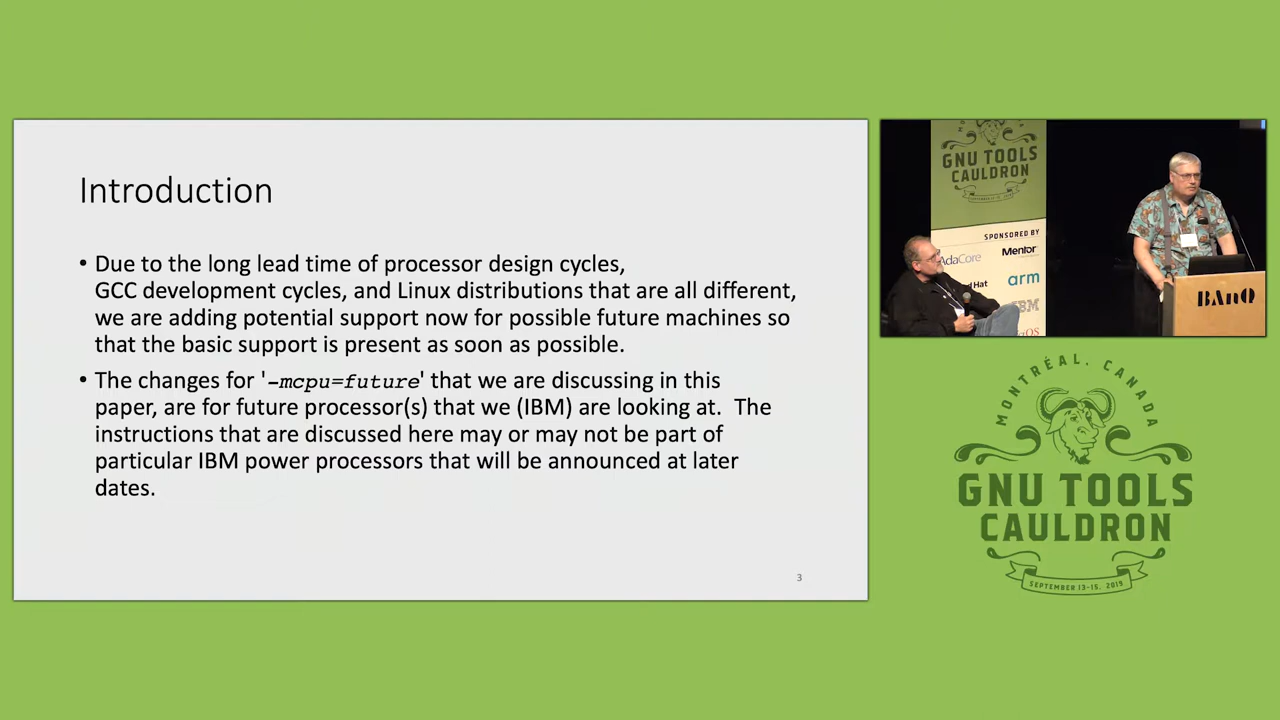 Introduction
• Due to the long lead time of processor design cycles,
GCC development cycles, and Linux distributions that are all different,
we are adding potential support now for possible future machines so
that the basic support is present as soon as possible.
• The changes for '-mcpu=future' that we are discussing in this
paper, are for future processor(s) that we (IBM) are looking at.  The
instructions that are discussed here may or may not be part of
particular IBM power processors that will be announced at later
dates.
3
GNU TOOLS
CAULDRON
SPONSORED BY
AdaCore
Mentor
Hat
arm
IBM
BAnQ
MONTRÉAL, CANADA
GNU TOOLS
CAULDRON
SEPTEMBER 13-15, 2019